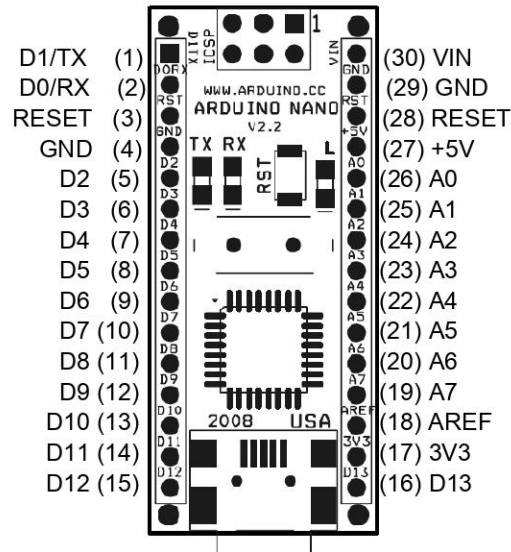 1
D1TX
ICSP
VIN
D1/TX (1)
D0/RX (2)
RESET (3)
GND (4)
D2 (5)
D3 (6)
D4 (7)
D5 (8)
D6 (9)
D7 (10)
D8 (11)
D9 (12)
D10 (13)
D11 (14)
D12 (15)
DORX
RST
GND
D2
D3
D4
D5
D6
D7
D8
D9
D10
D11
D12
WWW.ARDUINO.CC
ARDUINO NANO
V2.2
TX RX
RST
L
2008 USA
GND
RST
+5V
A0
A1
A2
A3
A4
A5
A6
A7
AREF
3V3
D13
(30) VIN
(29) GND
(28) RESET
(27) +5V
(26) A0
(25) A1
(24) A2
(23) A3
(22) A4
(21) A5
(20) A6
(19) A7
(18) AREF
(17) 3V3
(16) D13